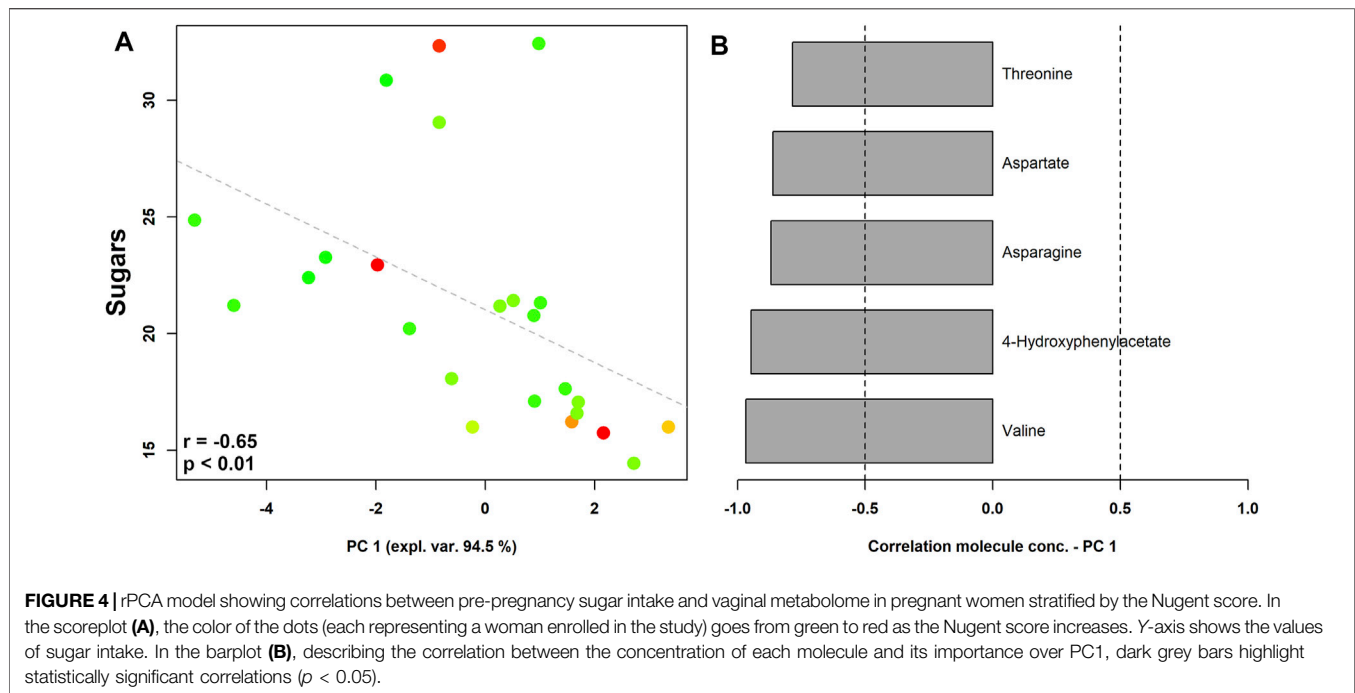 A
Sugars
30
25
20
15
r = -0.65
p < 0.01
-4 -2 0 2
PC 1 (expl. var. 94.5 %)
B
Threonine
Aspartate
Asparagine
4-Hydroxyphenylacetate
Valine
-1.0 -0.5 0.0 0.5 1.0
Correlation molecule conc. - PC 1
FIGURE 4 | rPCA model showing correlations between pre-pregnancy sugar intake and vaginal metabolome in pregnant women stratified by the Nugent score. In
the scoreplot (A), the color of the dots (each representing a woman enrolled in the study) goes from green to red as the Nugent score increases. Y-axis shows the values
of sugar intake. In the barplot (B), describing the correlation between the concentration of each molecule and its importance over PC1, dark grey bars highlight
statistically significant correlations (p < 0.05).